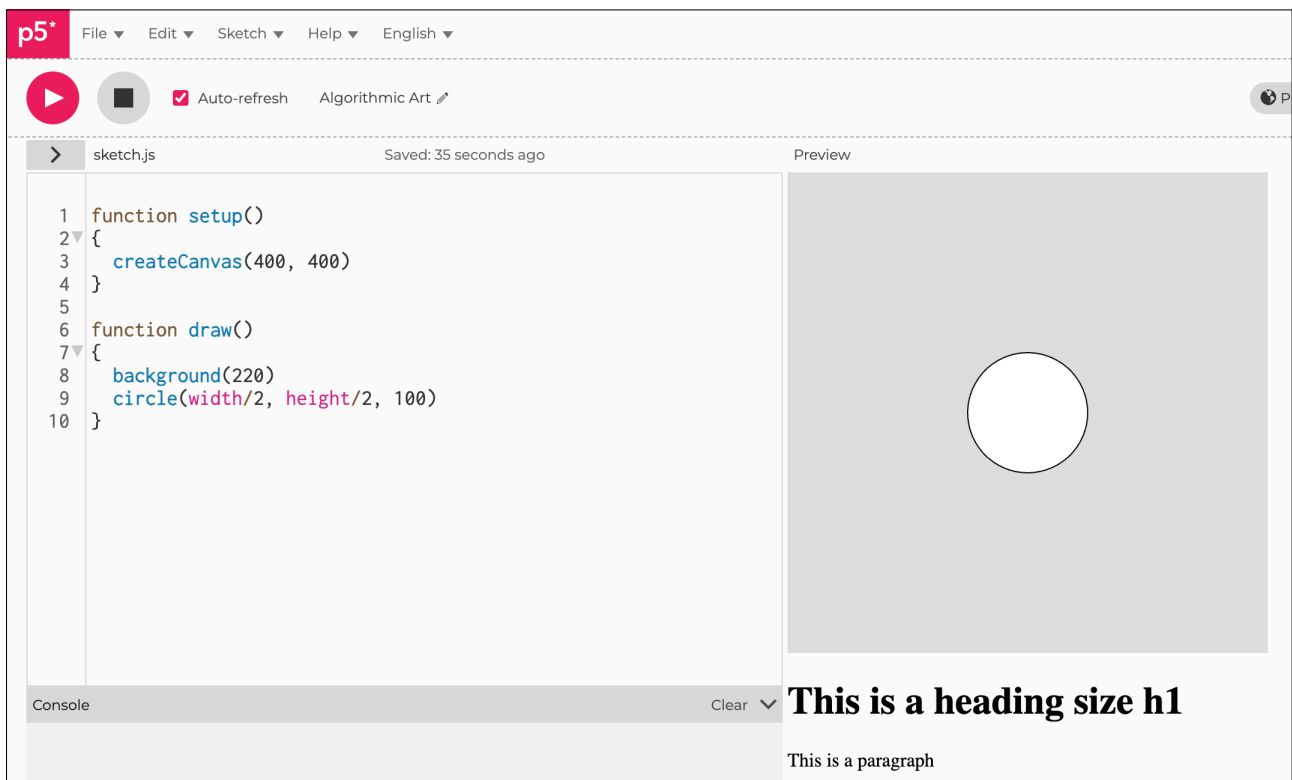 p5* File Edit Sketch Help English
Auto-refresh Algorithmic Art P
sketch.js Saved: 35 seconds ago Preview
1 function setup()
2 {
3 createCanvas(400, 400)
4 }
5
6 function draw()
7 {
8 background(220)
9 circle(width/2, height/2, 100)
10 }
Console Clear
This is a heading size h1
This is a paragraph